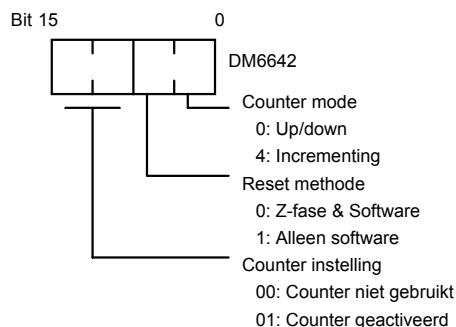 Bit 15 0
DM6642
Counter mode
0: Up/down
4: Incrementing
Reset methode
0: Z-fase & Software
1: Alleen software
Counter instelling
00: Counter niet gebruikt
01: Counter geactiveerd